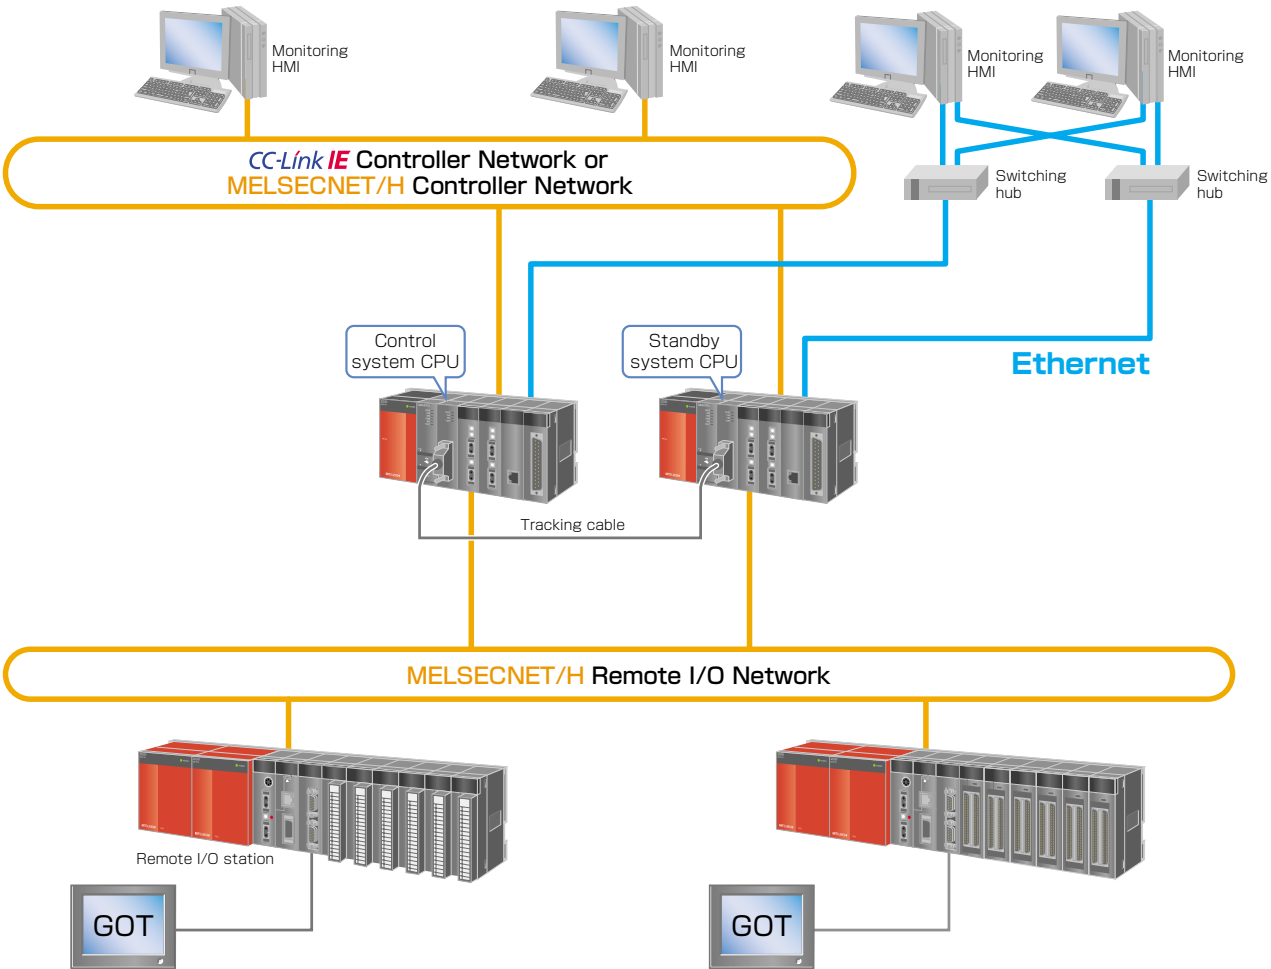 Monitoring
HMI
Monitoring
HMI
Monitoring
HMI
Monitoring
HMI
CC-Link IE Controller Network or
MELSECNET/H Controller Network
Switching
hub
Switching
hub
Control
system CPU
Standby
system CPU
Ethernet
Tracking cable
MELSECNET/H Remote I/O Network
Remote I/O station
GOT
GOT